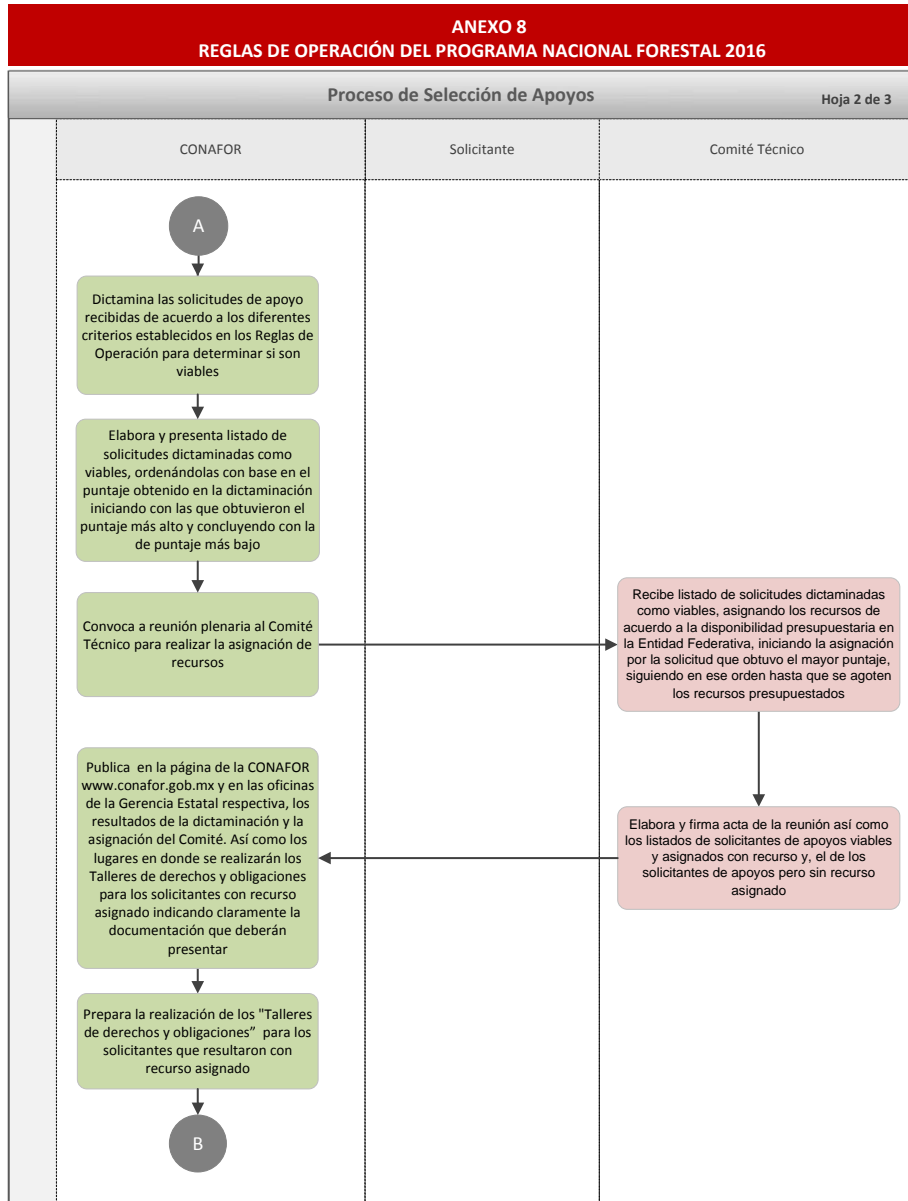 ANEXO 8
REGLAS DE OPERACIÓN DEL PROGRAMA NACIONAL FORESTAL 2016
Proceso de Selección de Apoyos
Hoja 2 de 3
CONAFOR
Solicitante
Comité Técnico
A
Dictamina las solicitudes de apoyo
recibidas de acuerdo a los diferentes
criterios establecidos en los Reglas de
Operación para determinar si son
viables
Elabora y presenta listado de
solicitudes dictaminadas como
viables, ordenándolas con base en el
puntaje obtenido en la dictaminación
iniciando con las que obtuvieron el
puntaje más alto y concluyendo con la
de puntaje más bajo
Convoca a reunión plenaria al Comité
Técnico para realizar la asignación de
recursos
Recibe listado de solicitudes dictaminadas
como viables, asignando los recursos de
acuerdo a la disponibilidad presupuestaria en
la Entidad Federativa, iniciando la asignación
por la solicitud que obtuvo el mayor puntaje,
siguiendo en ese orden hasta que se agoten
los recursos presupuestados
Elabora y firma acta de la reunión así como
los listados de solicitantes de apoyos viables
y asignados con recurso y, el de los
solicitantes de apoyos pero sin recurso
asignado
Publica en la página de la CONAFOR
www.conafor.gob.mx y en las oficinas
de la Gerencia Estatal respectiva, los
resultados de la dictaminación y la
asignación del Comité. Así como los
lugares en donde se realizarán los
Talleres de derechos y obligaciones
para los solicitantes con recurso
asignado indicando claramente la
documentación que deberán
presentar
Prepara la realización de los "Talleres
de derechos y obligaciones” para los
solicitantes que resultaron con
recurso asignado
B